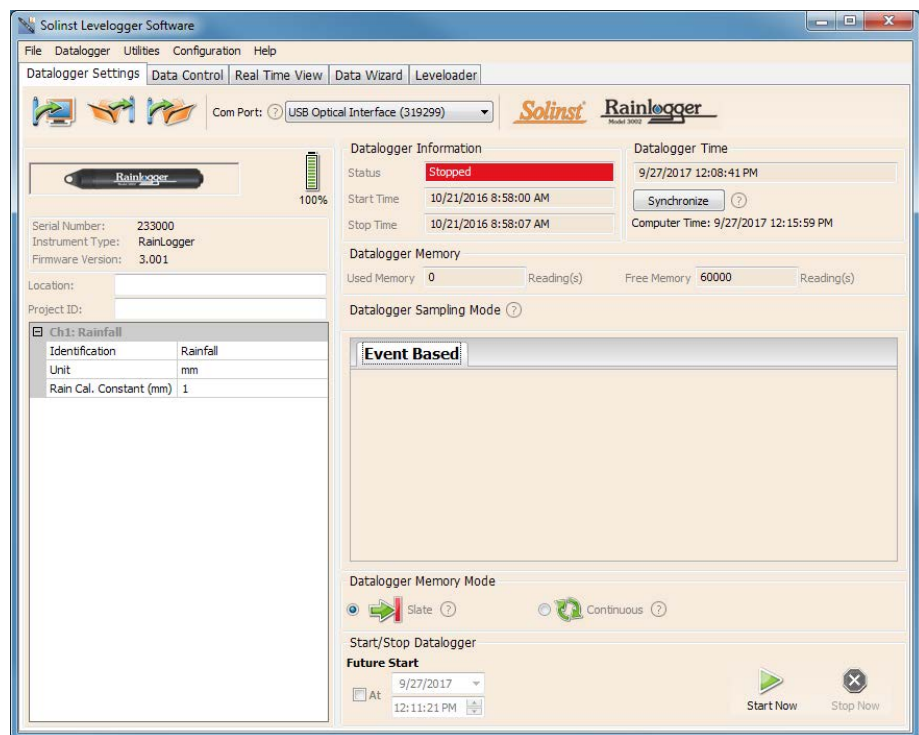 Solinst Levelogger Software
File Datalogger Utilities Configuration Help
Datalogger Settings Data Control Real Time View Data Wizard Leveloader
Com Port: ? USB Optical Interface (319299)
Solinst Rainlogger
Model 3002
Rainlogger
100%
Serial Number: 233000
Instrument Type: RainLogger
Firmware Version: 3.001
Location:
Project ID:
Ch1: Rainfall
Identification Rainfall
Unit mm
Rain Cal. Constant (mm) 1
Datalogger Information
Status Stopped
Start Time 10/21/2016 8:58:00 AM
Stop Time 10/21/2016 8:58:07 AM
Datalogger Time
9/27/2017 12:08:41 PM
Synchronize ?
Computer Time: 9/27/2017 12:15:59 PM
Datalogger Memory
Used Memory 0 Reading(s) Free Memory 60000 Reading(s)
Datalogger Sampling Mode ?
Event Based
Datalogger Memory Mode
Slate ? Continuous ?
Start/Stop Datalogger
Future Start
At 9/27/2017
12:11:21 PM
Start Now Stop Now